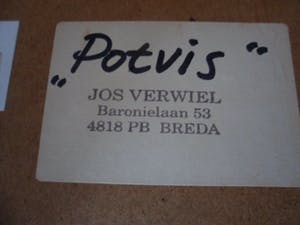 „Potvis"
JOS VERWIEL
Baronielaan 53
4818 PB BREDA